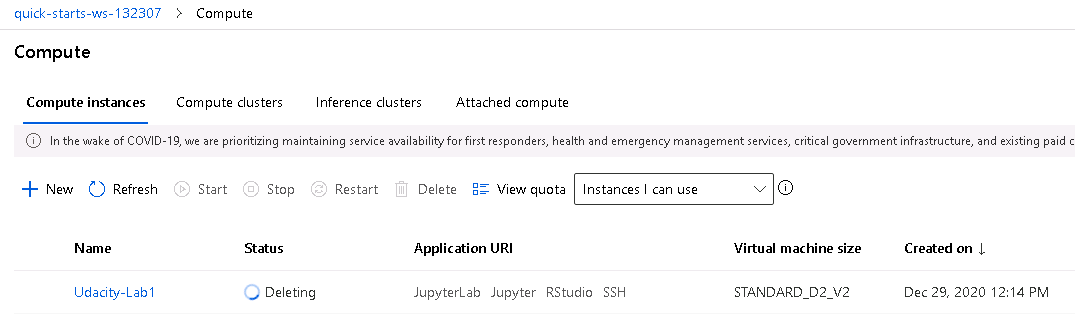 quick-starts-ws-132307 > Compute
Compute
Compute instances Compute clusters Inference clusters Attached compute
In the wake of COVID-19, we are prioritizing maintaining service availability for first responders, health and emergency management services, critical government infrastructure, and existing paid c
New Refresh Start Stop Restart Delete View quota Instances I can use
Name Status Application URI Virtual machine size Created on ↓
Udacity-Lab1 Deleting JupyterLab Jupyter RStudio SSH STANDARD_D2_V2 Dec 29, 2020 12:14 PM